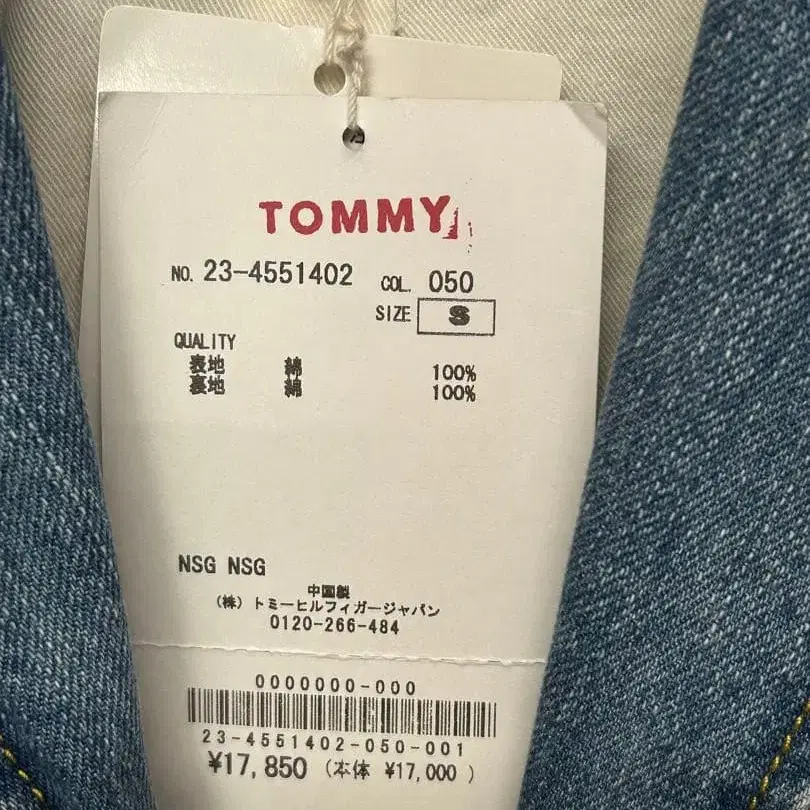 TOMMY
NO. 23-4551402 COL. 050
SIZE S
QUALITY
表地 綿 100%
裏地 綿 100%
NSG NSG
中国製
(株)トミーヒルフィガージャパン
0120-266-484
0000000-000
23-4551402-050-001
¥17,850 (本体 ¥17,000 )